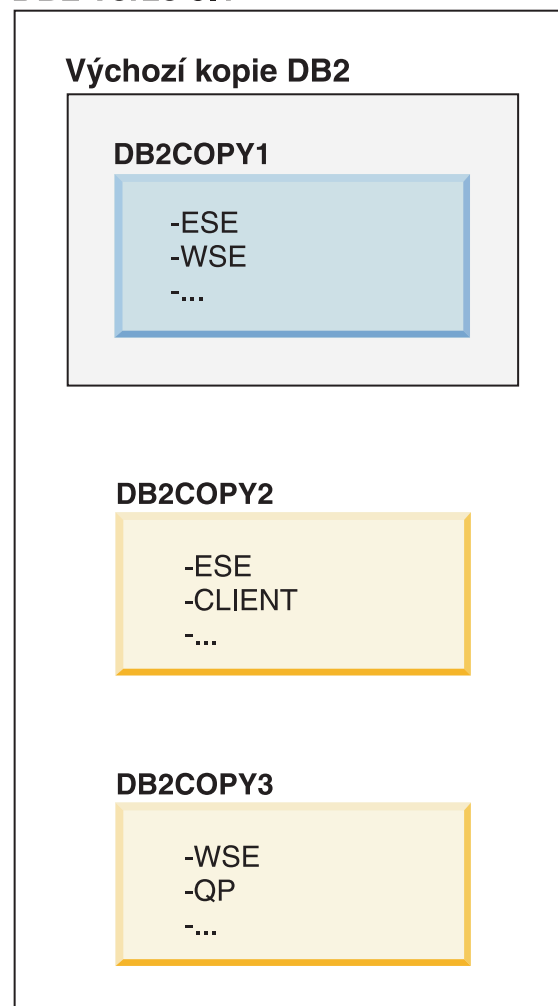 Výchozí kopie DB2
DB2COPY1
-ESE
-WSE
-...
DB2COPY2
-ESE
-CLIENT
-...
DB2COPY3
-WSE
-QP
-...